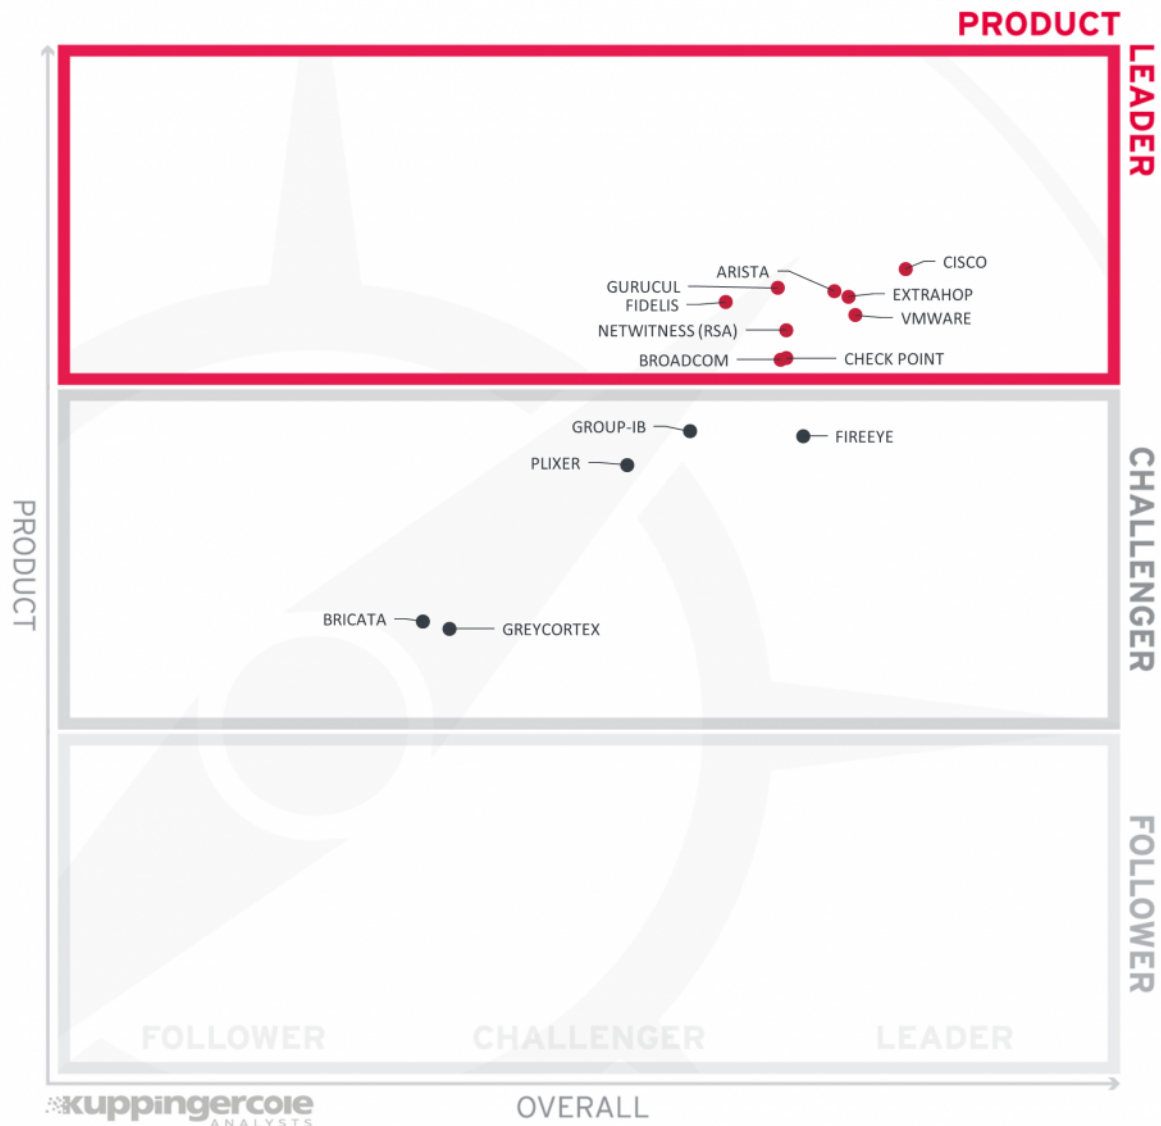 PRODUCT
LEADER
CISCO
ARISTA
GURUCUL
EXTRAHOP
FIDELIS
VMWARE
NETWITNESS (RSA)
BROADCOM
CHECK POINT
GROUP-IB
FIREEYE
PLIXER
CHALLENGER
PRODUCT
BRICATA
GREYCORTEX
FOLLOWER
FOLLOWER
CHALLENGER
LEADER
kuppingercole
ANALYSTS
OVERALL